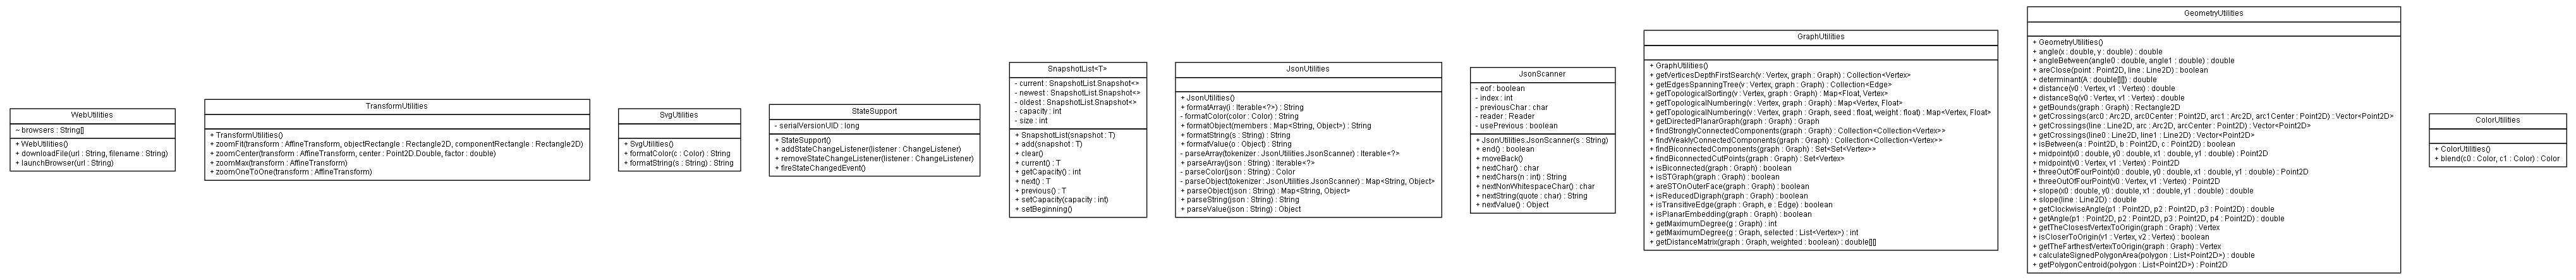 WebUtilities
~ browsers : String[]
+ WebUtilities()
+ downloadFile(url : String, filename : String)
+ launchBrowser(url : String)
TransformUtilities
+ TransformUtilities()
+ zoomFit(transform : AffineTransform, objectRectangle : Rectangle2D, componentRectangle : Rectangle2D)
+ zoomCenter(transform : AffineTransform, center : Point2D.Double, factor : double)
+ zoomMax(transform : AffineTransform)
+ zoomOneToOne(transform : AffineTransform)
SvgUtilities
+ SvgUtilities()
+ formatColor(c : Color) : String
+ formatString(s : String) : String
StateSupport
- serialVersionUID : long
+ StateSupport()
+ addStateChangeListener(listener : ChangeListener)
+ removeStateChangeListener(listener : ChangeListener)
+ fireStateChangedEvent()
SnapshotList<T>
- current : SnapshotList.Snapshot<>
- newest : SnapshotList.Snapshot<>
- oldest : SnapshotList.Snapshot<>
- capacity : int
- size : int
+ SnapshotList(snapshot : T)
+ add(snapshot : T)
+ clear()
+ current() : T
+ getCapacity() : int
+ next() : T
+ previous() : T
+ setCapacity(capacity : int)
+ setBeginning()
JsonUtilities
+ JsonUtilities()
+ formatArray(i : Iterable<?>) : String
- formatColor(color : Color) : String
+ formatObject(members : Map<String, Object>) : String
+ formatString(s : String) : String
+ formatValue(o : Object) : String
- parseArray(tokenizer : JsonUtilities.JsonScanner) : Iterable<?>
+ parseArray(json : String) : Iterable<?>
- parseColor(json : String) : Color
- parseObject(tokenizer : JsonUtilities.JsonScanner) : Map<String, Object>
+ parseObject(json : String) : Map<String, Object>
+ parseString(json : String) : String
+ parseValue(json : String) : Object
JsonScanner
- eof : boolean
- index : int
- previousChar : char
- reader : Reader
- usePrevious : boolean
+ JsonUtilities.JsonScanner(s : String)
+ end() : boolean
+ moveBack()
+ nextChar() : char
+ nextChars(n : int) : String
+ nextNonWhitespaceChar() : char
+ nextString(quote : char) : String
+ nextValue() : Object
GraphUtilities
+ GraphUtilities()
+ getVerticesDepthFirstSearch(v : Vertex, graph : Graph) : Collection<Vertex>
+ getEdgesSpanningTree(v : Vertex, graph : Graph) : Collection<Edge>
+ getTopologicalSorting(v : Vertex, graph : Graph) : Map<Float, Vertex>
+ getTopologicalNumbering(v : Vertex, graph : Graph) : Map<Vertex, Float>
+ getTopologicalNumbering(v : Vertex, graph : Graph, seed : float, weight : float) : Map<Vertex, Float>
+ getDirectedPlanarGraph(graph : Graph) : Graph
+ findStronglyConnectedComponents(graph : Graph) : Collection<Collection<Vertex>>
+ findWeaklyConnectedComponents(graph : Graph) : Collection<Collection<Vertex>>
+ findBiconnectedComponents(graph : Graph) : Set<Set<Vertex>>
+ findBiconnectedCutPoints(graph : Graph) : Set<Vertex>
+ isBiconected(graph : Graph) : boolean
+ isSTGraph(graph : Graph) : boolean
+ areSTOnOuterFace(graph : Graph) : boolean
+ isReducedDigraph(graph : Graph) : boolean
+ isTransitiveEdge(graph : Graph, e : Edge) : boolean
+ isPlanarEmbedding(graph : Graph) : boolean
+ getMaximumDegree(g : Graph) : int
+ getMaximumDegree(g : Graph, selected : List<Vertex>) : int
+ getDistanceMatrix(graph : Graph, weighted : boolean) : double[][]
GeometryUtilities
+ GeometryUtilities()
+ angle(x : double, y : double) : double
+ angleBetween(angle0 : double, angle1 : double) : double
+ areClose(point : Point2D, line : Line2D) : boolean
+ determinant(A : double[][]) : double
+ distance(v0 : Vertex, v1 : Vertex) : double
+ distanceSq(v0 : Vertex, v1 : Vertex) : double
+ getBounds(graph : Graph) : Rectangle2D
+ getCrossings(arc0 : Arc2D, arc0Center : Point2D, arc1 : Arc2D, arc1Center : Point2D) : Vector<Point2D>
+ getCrossings(line : Line2D, arc : Arc2D, arcCenter : Point2D) : Vector<Point2D>
+ getCrossings(line0 : Line2D, line1 : Line2D) : Vector<Point2D>
+ isBetween(a : Point2D, b : Point2D, c : Point2D) : boolean
+ midpoint(x0 : double, y0 : double, x1 : double, y1 : double) : Point2D
+ midpoint(v0 : Vertex, v1 : Vertex) : Point2D
+ threeOutOfFourPoint(x0 : double, y0 : double, x1 : double, y1 : double) : Point2D
+ threeOutOfFourPoint(v0 : Vertex, v1 : Vertex) : Point2D
+ slope(x0 : double, y0 : double, x1 : double, y1 : double) : double
+ slope(line : Line2D) : double
+ getClockwiseAngle(p1 : Point2D, p2 : Point2D, p3 : Point2D) : double
+ getAngle(p1 : Point2D, p2 : Point2D, p3 : Point2D, p4 : Point2D) : double
+ getTheClosestVertexToOrigin(graph : Graph) : Vertex
+ isCloserToOrigin(v1 : Vertex, v2 : Vertex) : boolean
+ getTheFarthestVertexToOrigin(graph : Graph) : Vertex
+ calculateSignedPolygonArea(polygon : List<Point2D>) : double
+ getPolygonCentroid(polygon : List<Point2D>) : Point2D
ColorUtilities
+ ColorUtilities()
+ blend(c0 : Color, c1 : Color) : Color